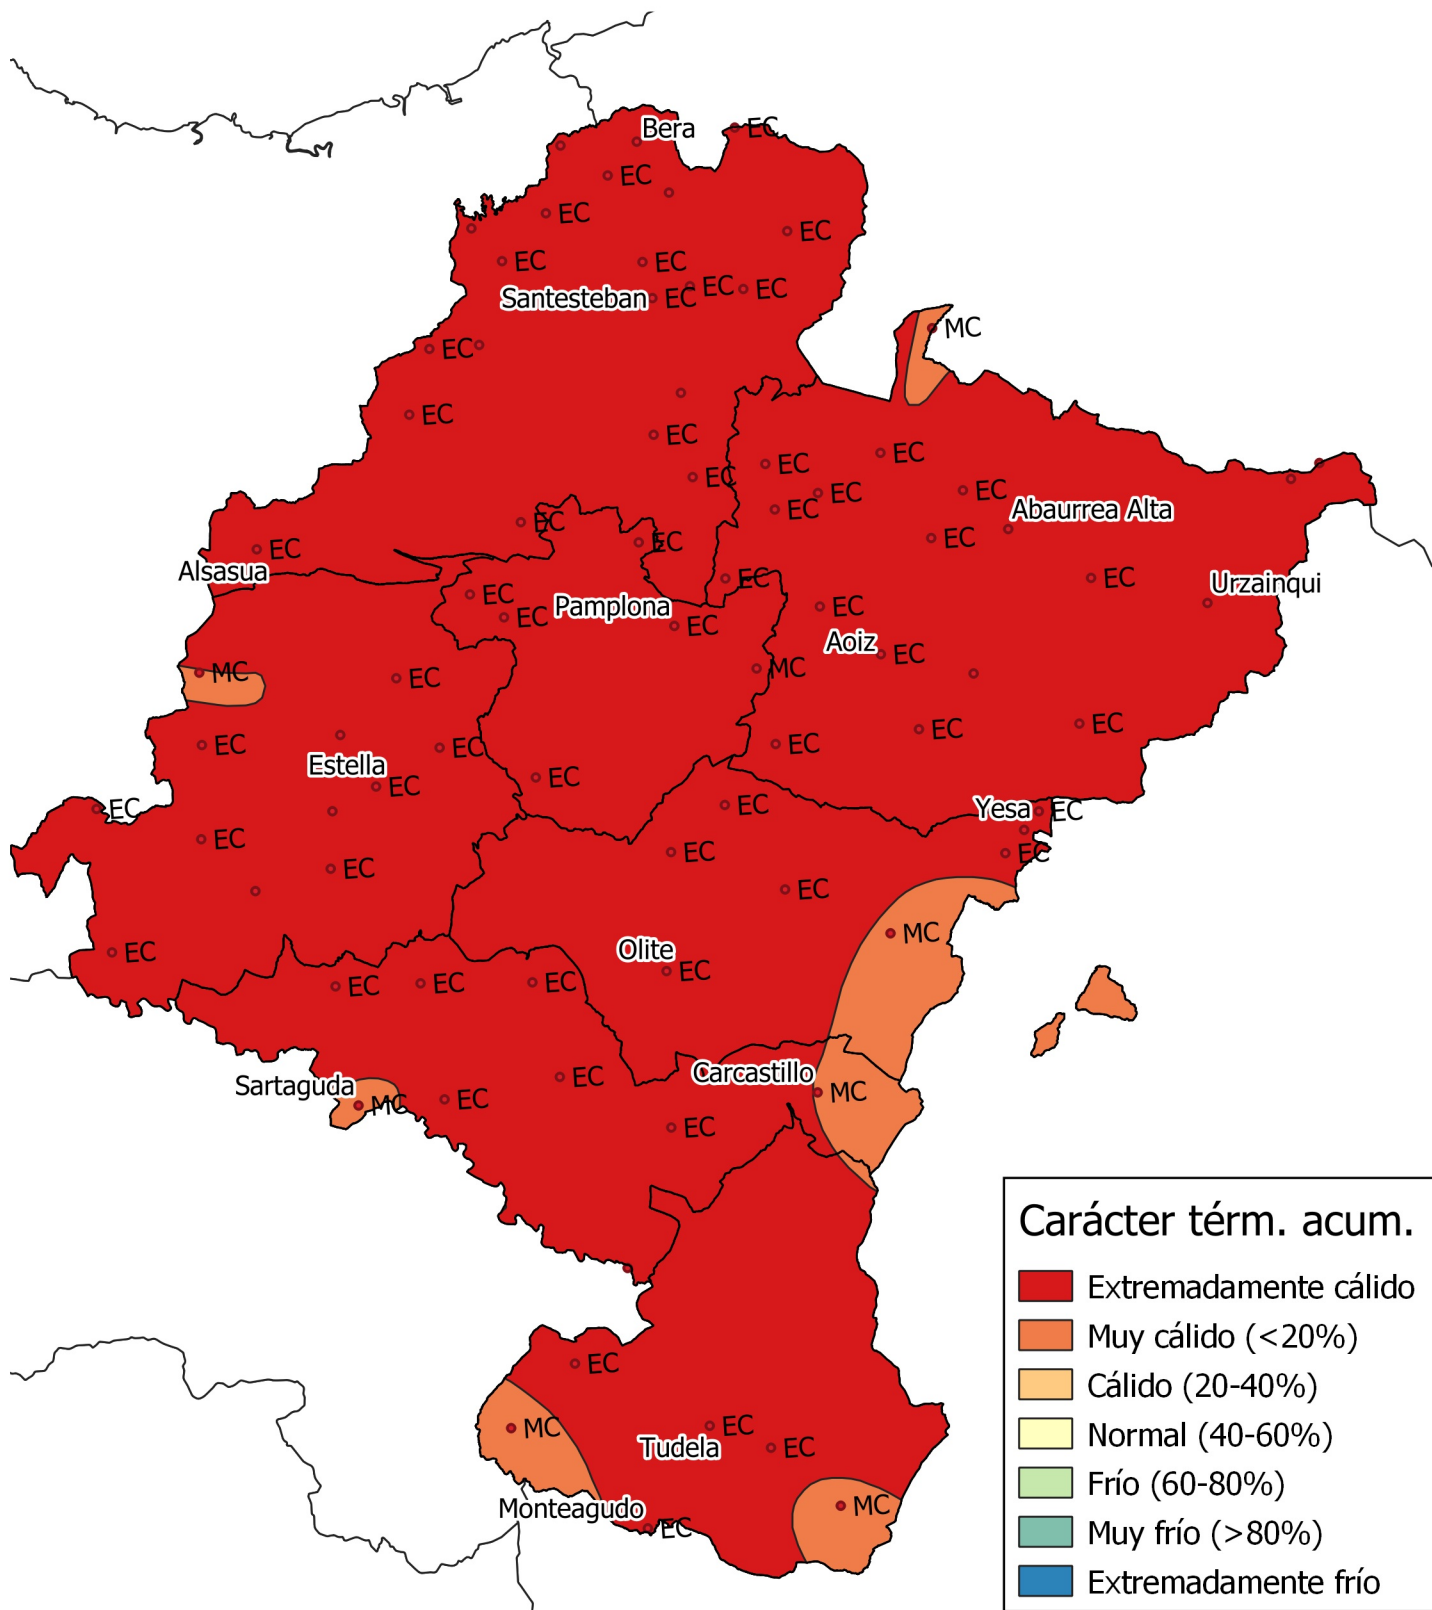 Bera
EC
EC
EC
EC
EC
EC
EC
EC
Santesteban
EC
EC
MC
EC
EC
EC
EC
EC
EC
EC
EC
EC
Abaurrea Alta
EC
EC
EC
EC
Alsasua
EC
EC
Urzainqui
EC
Pamplona
EC
EC
EC
Aoiz
EC
MC
MC
EC
EC
EC
EC
EC
EC
Estella
EC
EC
EC
EC
Yesa
EC
EC
EC
EC
EC
EC
MC
EC
Olite
EC
EC
EC
EC
Carcastillo
EC
Sartaguda
MC
MC
EC
EC
EC
MC
EC
EC
Tudela
Monteagudo
MC
EC
Carácter térm. acum.
Extremadamente cálido
Muy cálido (<20%)
Cálido (20-40%)
Normal (40-60%)
Frío (60-80%)
Muy frío (>80%)
Extremadamente frío